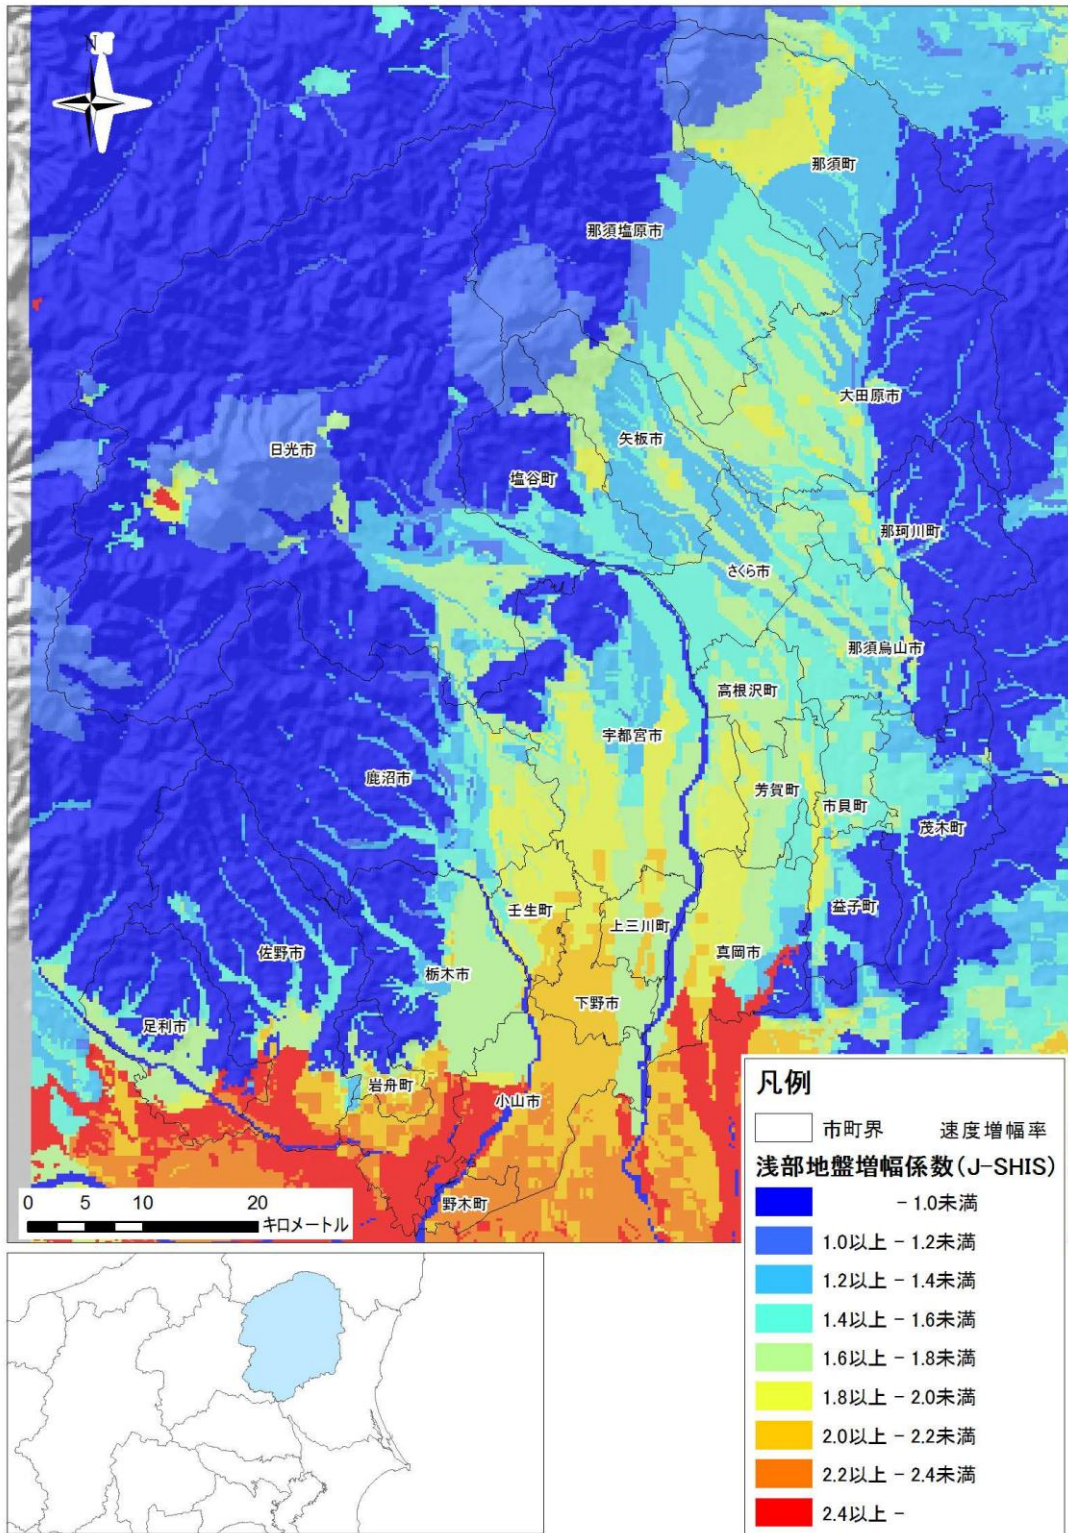 N
那須町
那須塩原市
大田原市
日光市
矢板市
塩谷町
那珂川町
さくら市
那須烏山市
高根沢町
宇都宮市
鹿沼市
芳賀町
市貝町
茂木町
壬生町
益子町
上三川町
佐野市
真岡市
栃木市
下野市
足利市
岩舟町
小山市
野木町
0 5 10 20
キロメートル
凡例
市町界 速度増幅率
浅部地盤増幅係数(J-SHIS)
- 1.0未満
1.0以上 - 1.2未満
1.2以上 - 1.4未満
1.4以上 - 1.6未満
1.6以上 - 1.8未満
1.8以上 - 2.0未満
2.0以上 - 2.2未満
2.2以上 - 2.4未満
2.4以上 -